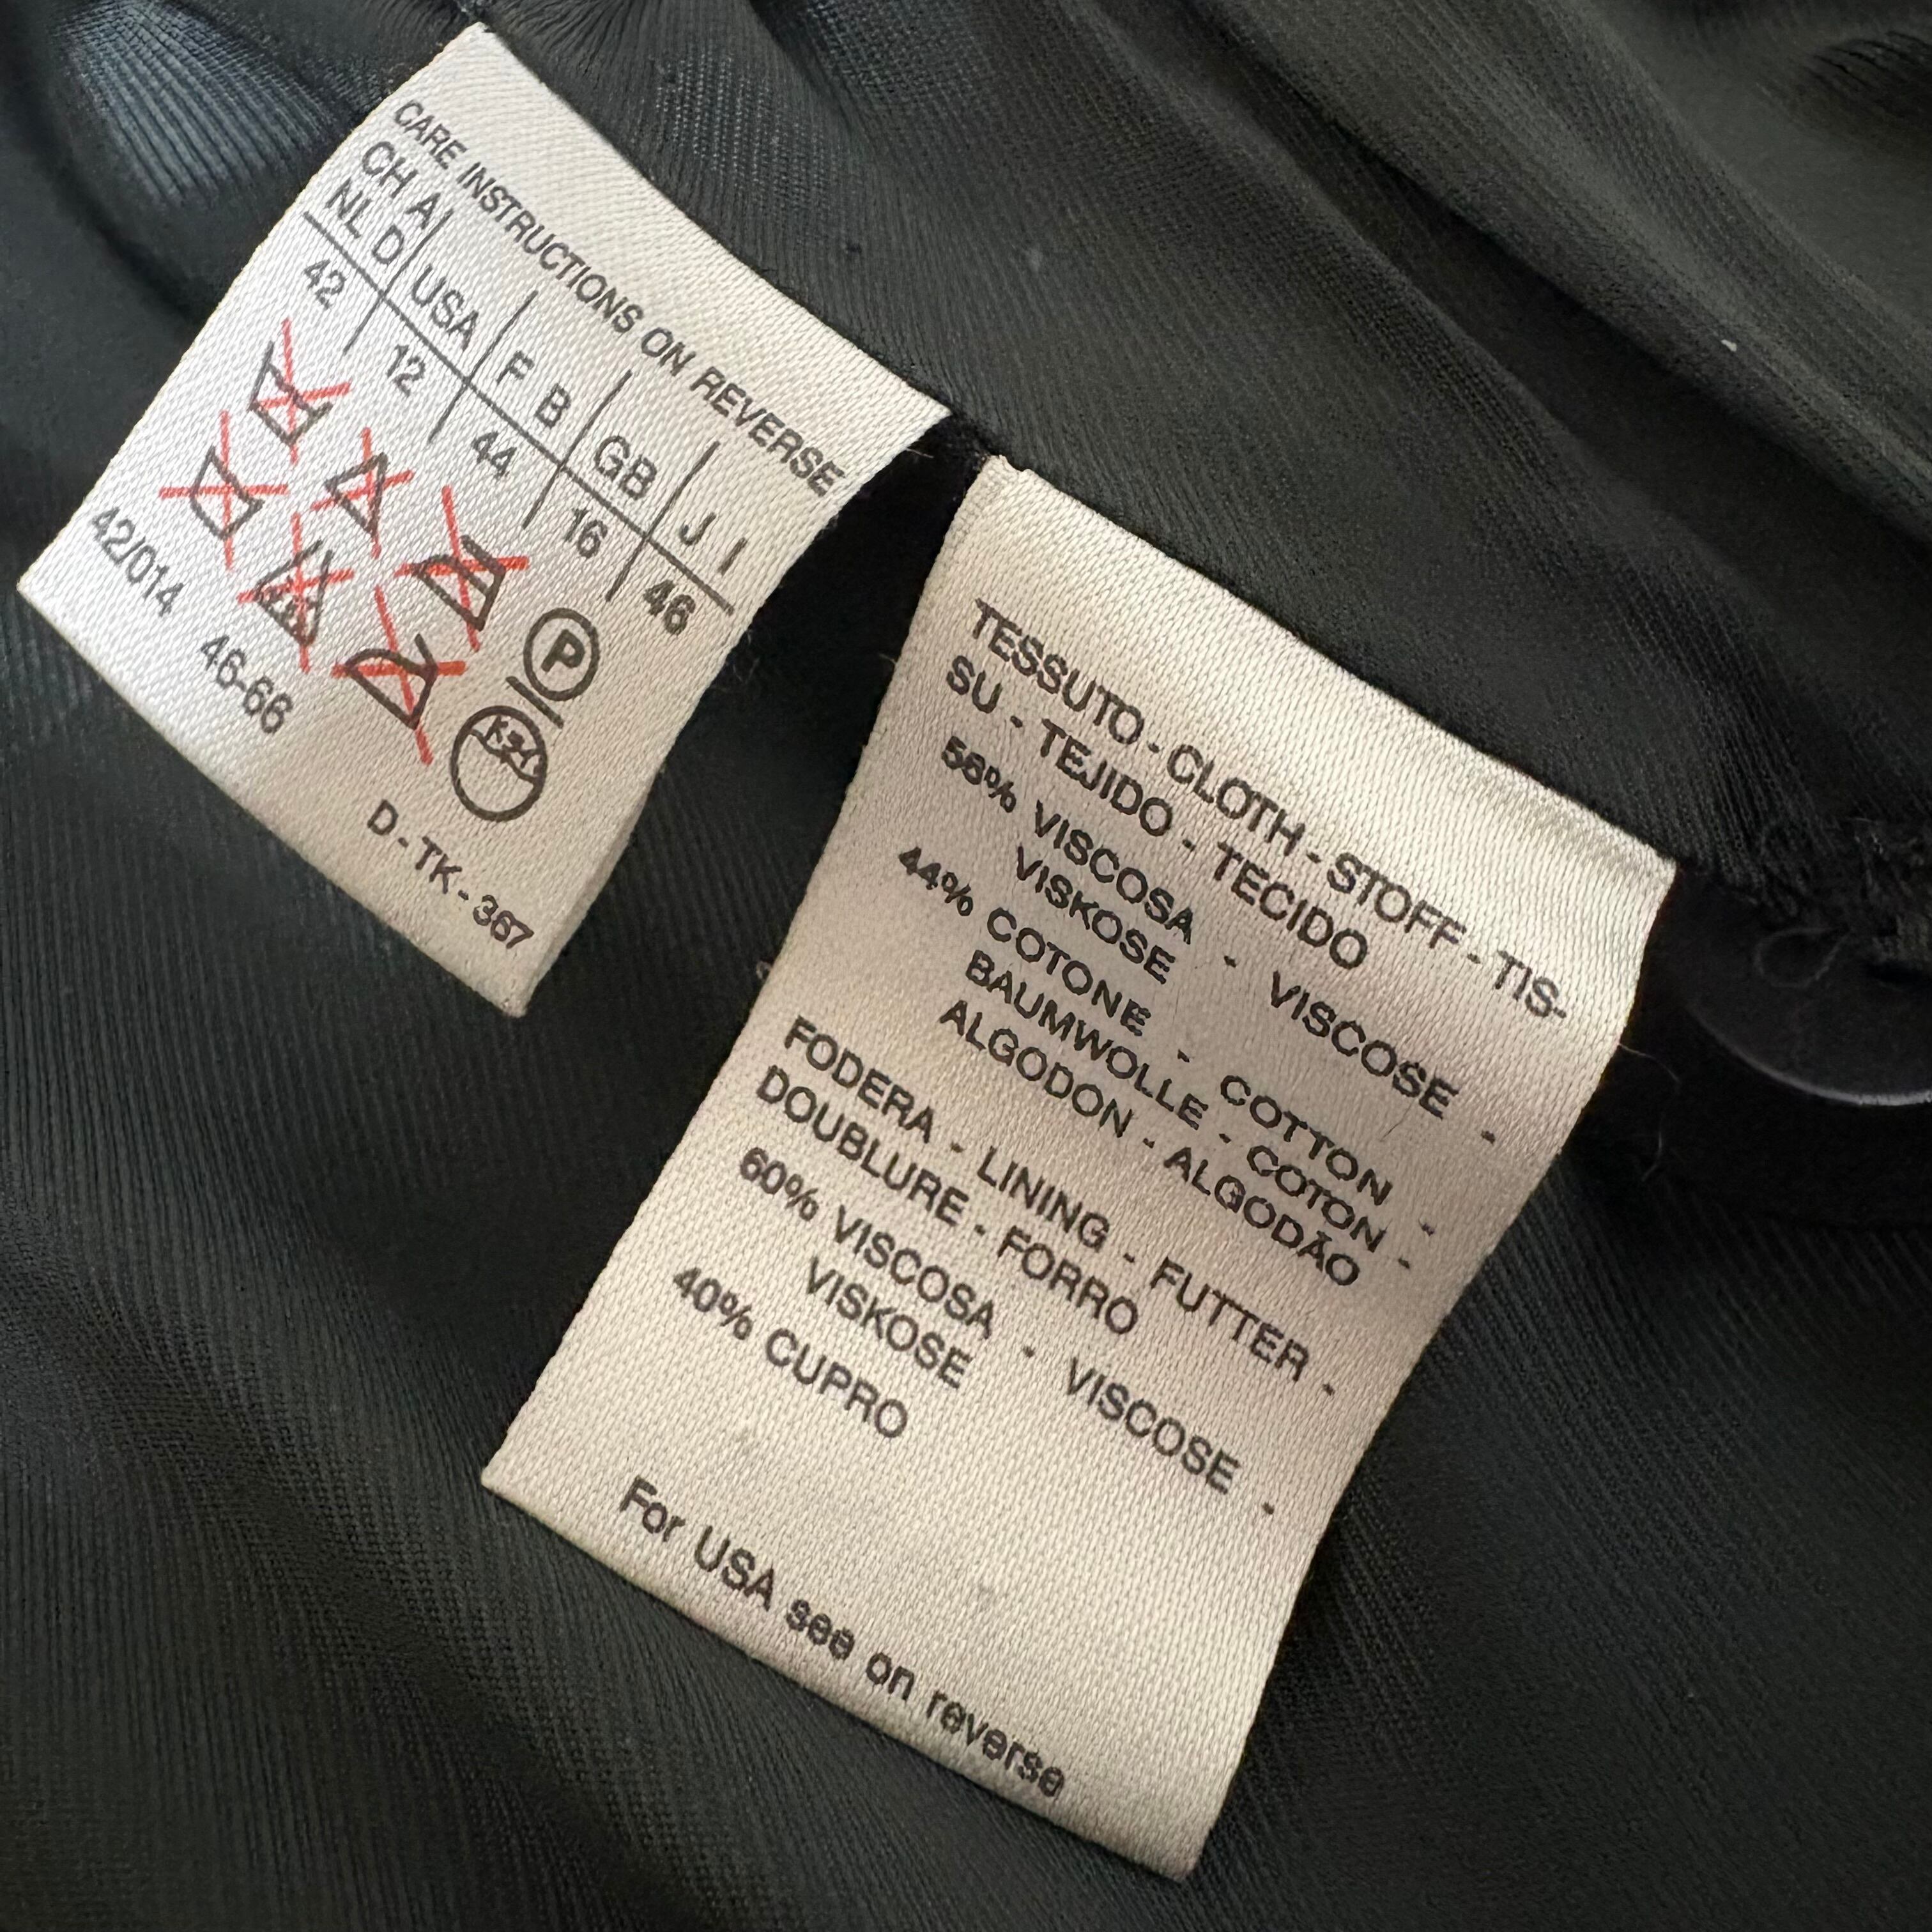 CARE INSTRUCTIONS ON REVERSE
CH A
NL D USA F B GB J I
42 12 44 16 46
P
42/014 46-66
D-TK-367
TESSUTO - CLOTH - STOFF - TIS-
SU - TEJIDO - TECIDO
56% VISCOSA - VISCOSE -
VISKOSE
44% COTONE - COTTON -
BAUMWOLLE - COTON -
ALGODON - ALGODÃO
FODERA - LINING - FUTTER -
DOUBLURE - FORRO
60% VISCOSA - VISCOSE -
VISKOSE
40% CUPRO
For USA see on reverse